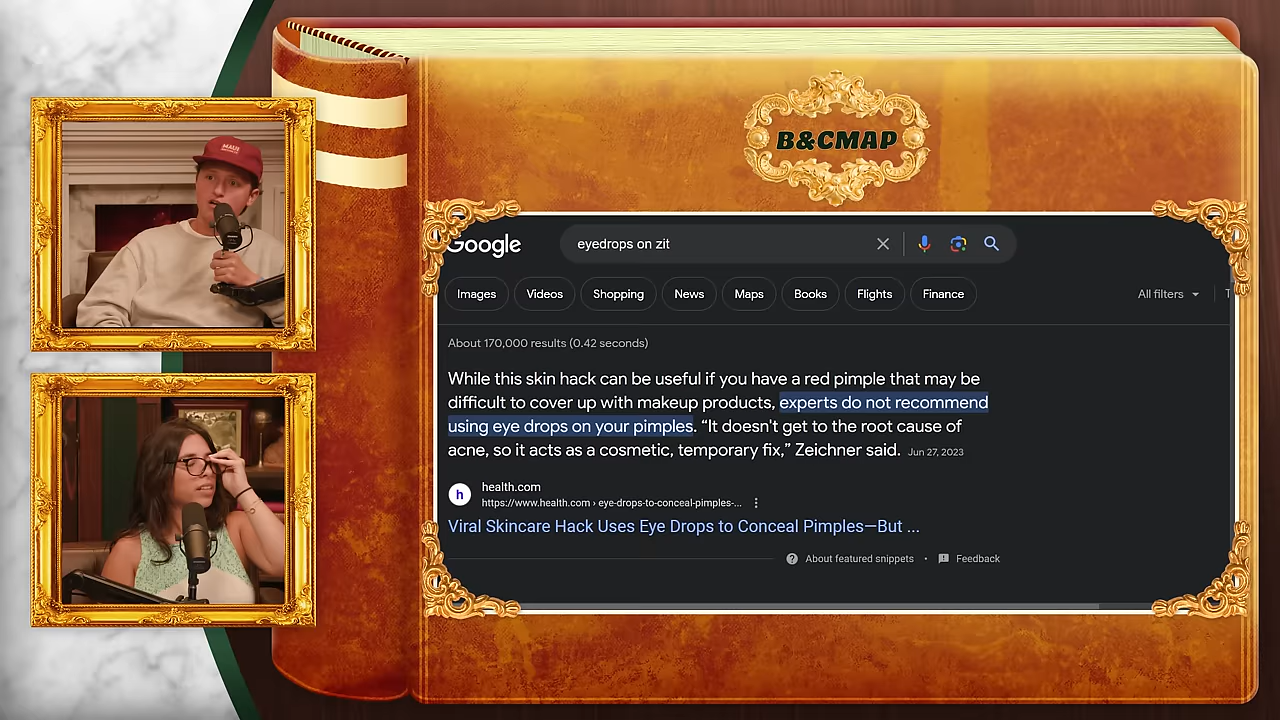 B&CMAP
MAUI
Google
eyedrops on zit
Images
Videos
Shopping
News
Maps
Books
Flights
Finance
All filters
T
About 170,000 results (0.42 seconds)
While this skin hack can be useful if you have a red pimple that may be
difficult to cover up with makeup products, experts do not recommend
using eye drops on your pimples. “It doesn't get to the root cause of
acne, so it acts as a cosmetic, temporary fix,” Zeichner said. Jun 27, 2023
h
health.com
https://www.health.com › eye-drops-to-conceal-pimples-...
Viral Skincare Hack Uses Eye Drops to Conceal Pimples—But ...
About featured snippets • Feedback